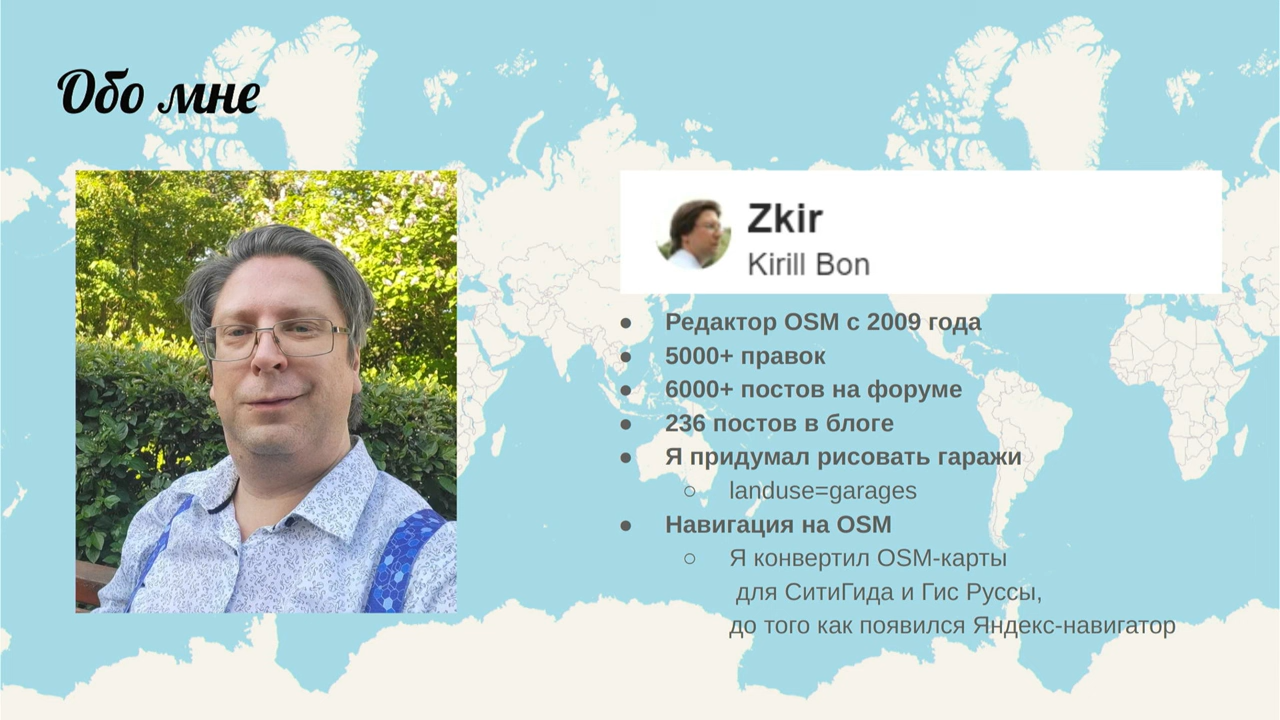 Обо мне
Zkir
Kirill Bon
● Редактор OSM с 2009 года
● 5000+ правок
● 6000+ постов на форуме
● 236 постов в блоге
● Я придумал рисовать гаражи
○ landuse=garages
● Навигация на OSM
○ Я конвертил OSM-карты
для СитиГида и Гис Руссы,
до того как появился Яндекс-навигатор